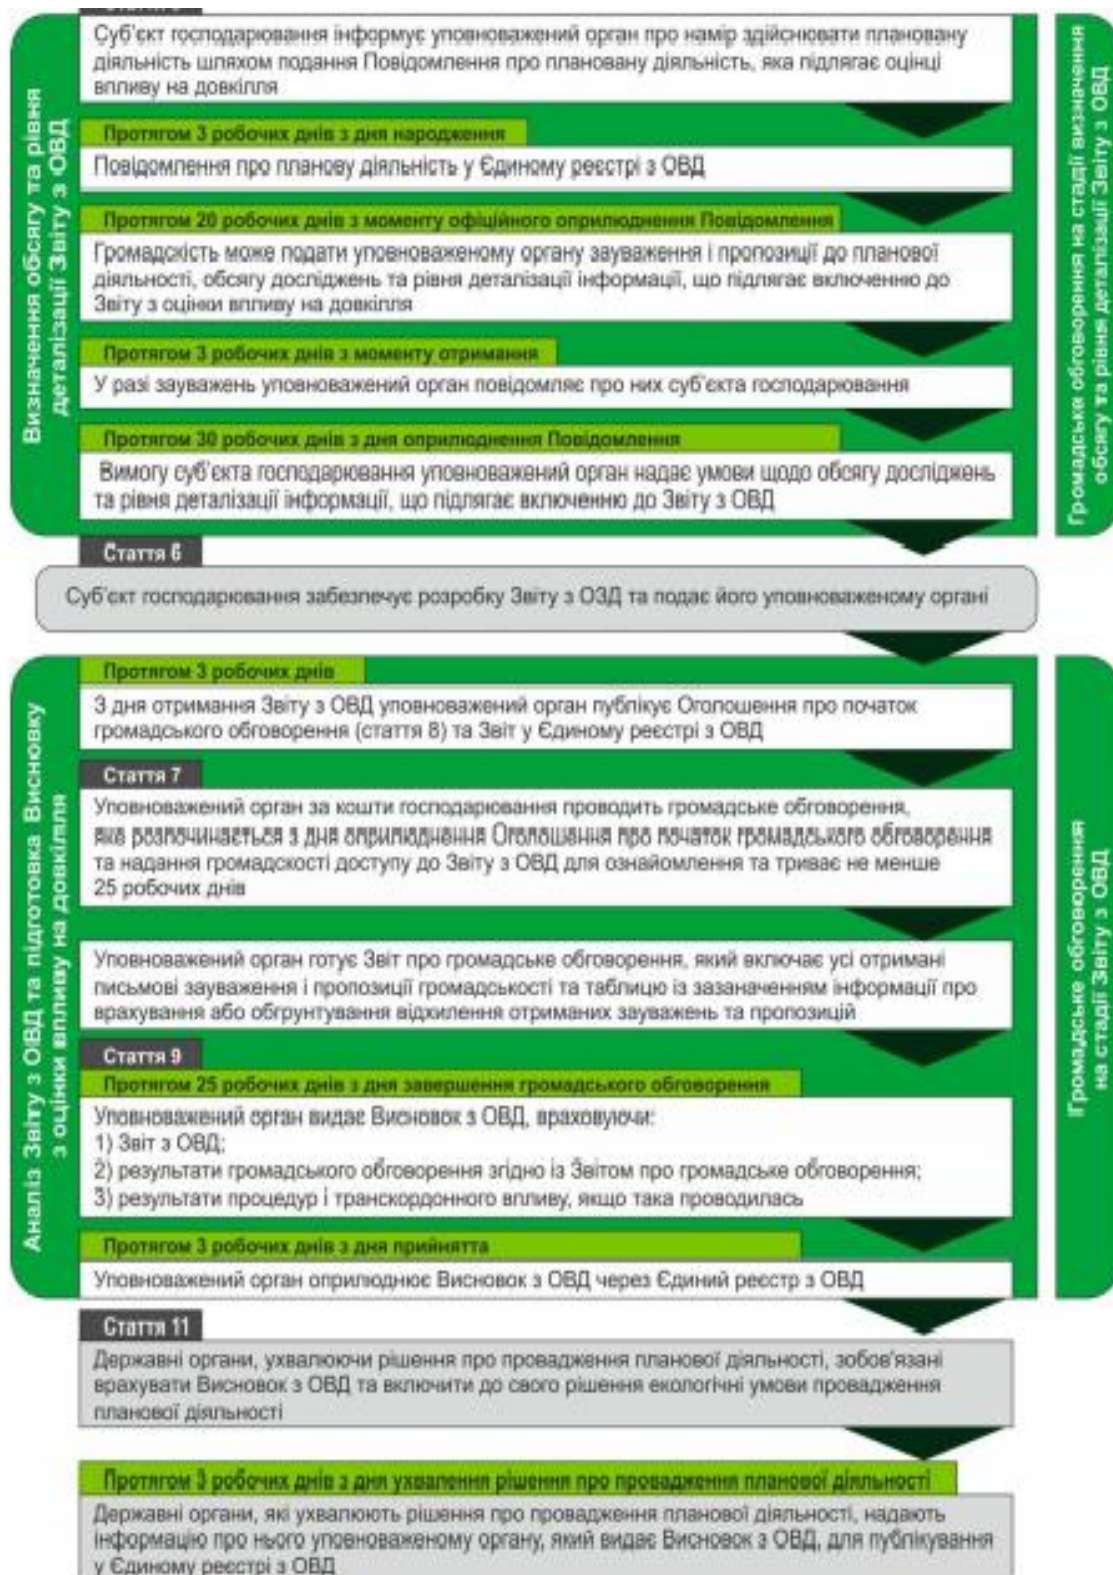 Визначення обсягу та рівня
деталізації Звіту з ОВД
Суб'єкт господарювання інформує уповноважений орган про намір здійснювати плановану
діяльність шляхом подання Повідомлення про плановану діяльність, яка підлягає оцінці
впливу на довкілля
Протягом 3 робочих днів з дня народження
Повідомлення про планову діяльність у Єдиному реєстрі з ОВД
Протягом 20 робочих днів з моменту офіційного оприлюднення Повідомлення
Громадскість може подати уповноваженому органу зауваження і пропозиції до планової
діяльності, обсягу досліджень та рівня деталізації інформації, що підлягає включенню до
Звіту з оцінки впливу на довкілля
Протягом 3 робочих днів з моменту отримання
У разі зауважень уповноважений орган повідомляє про них суб'єкта господарювання
Протягом 30 робочих днів з дня оприлюднення Повідомлення
Вимогу суб'єкта господарювання уповноважений орган надає умови щодо обсягу досліджень
та рівня деталізації інформації, що підлягає включенню до Звіту з ОВД
Громадське обговорення на стадії визначення
обсягу та рівня деталізації Звіту з ОВД
Стаття 6
Суб'єкт господарювання забезпечує розробку Звіту з ОЗД та подає його уповноваженому органі
Аналіз Звіту з ОВД та підготовка Висновку
з оцінки впливу на довкілля
Протягом 3 робочих днів
З дня отримання Звіту з ОВД уповноважений орган публікує Оголошення про початок
громадського обговорення (стаття 8) та Звіт у Єдиному реєстрі з ОВД
Стаття 7
Уповноважений орган за кошти господарювання проводить громадське обговорення,
яке розпочинається з дня оприлюднення Оголошення про початок громадського обговорення
та надання громадскості доступу до Звіту з ОВД для ознайомлення та триває не менше
25 робочих днів
Уповноважений орган готує Звіт про громадське обговорення, який включає усі отримані
письмові зауваження і пропозиції громадськості та таблицю із зазаначенням інформації про
врахування або обгрунтування відхилення отриманих зауважень та пропозицій
Стаття 9
Протягом 25 робочих днів з дня завершення громадського обговорення
Уповноважений орган видає Висновок з ОВД, враховуючи:
1) Звіт з ОВД;
2) результати громадського обговорення згідно із Звітом про громадське обговорення;
3) результати процедур і транскордонного впливу, якщо така проводилась
Протягом 3 робочих днів з дня прийнятта
Уповноважений орган оприлюднює Висновок з ОВД через Єдиний реєстр з ОВД
Громадське обговорення
на стадії Звіту з ОВД
Стаття 11
Державні органи, ухвалюючи рішення про провадження планової діяльності, зобов'язані
врахувати Висновок з ОВД та включити до свого рішення екологічні умови провадження
планової діяльності
Протягом 3 робочих днів з дня ухвалення рішення про провадження планової діяльності
Державні органи, які ухвалюють рішення про провадження планової діяльності, надають
інформацію про нього уповноваженому органу, який видає Висновок з ОВД, для публікування
у Єдиному реєстрі з ОВД